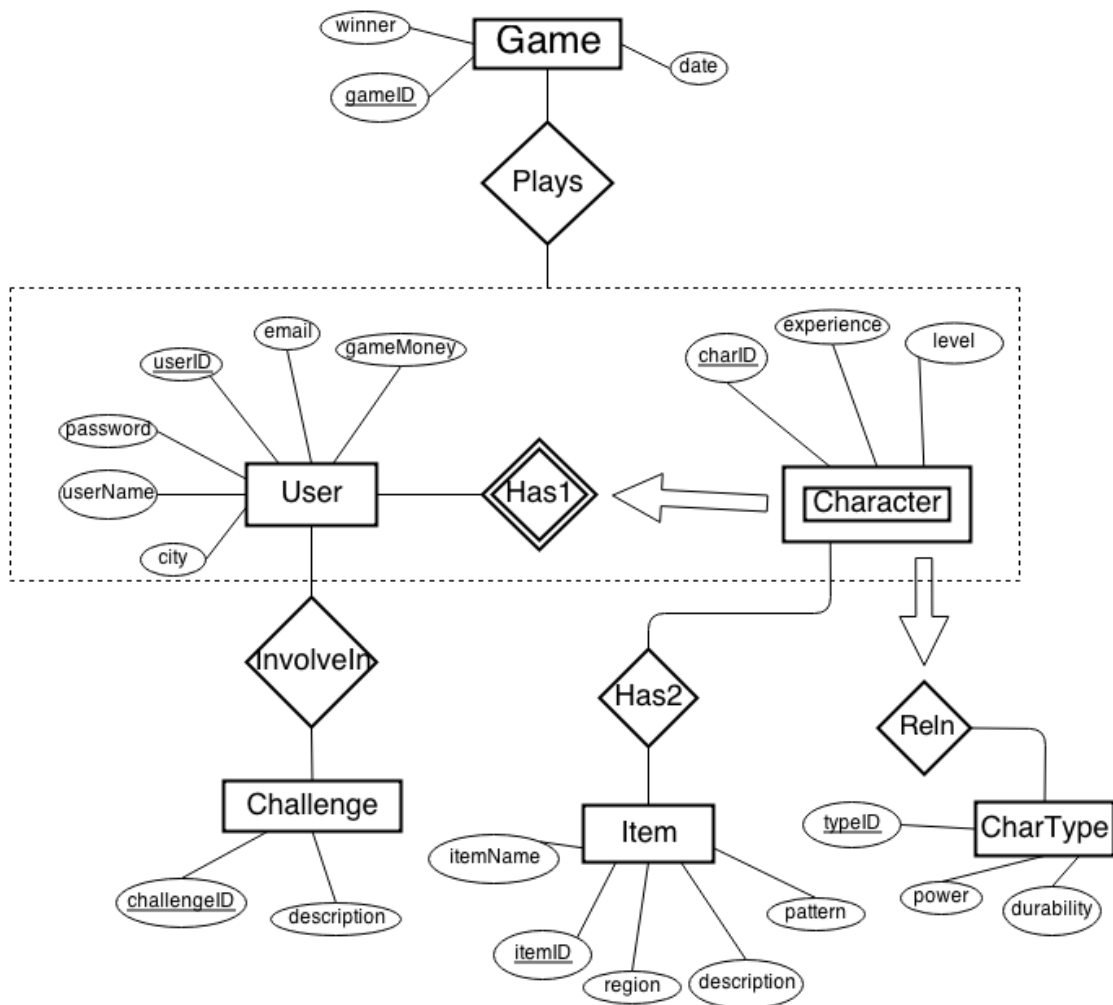 winner
Game
date
gameID
Plays
email
experience
userID
gameMoney
charID
level
password
userName
User
Has1
Character
city
InvolveIn
Has2
ReIn
Challenge
Item
typeID
CharType
itemName
challengeID
description
itemID
region
description
pattern
power
durability